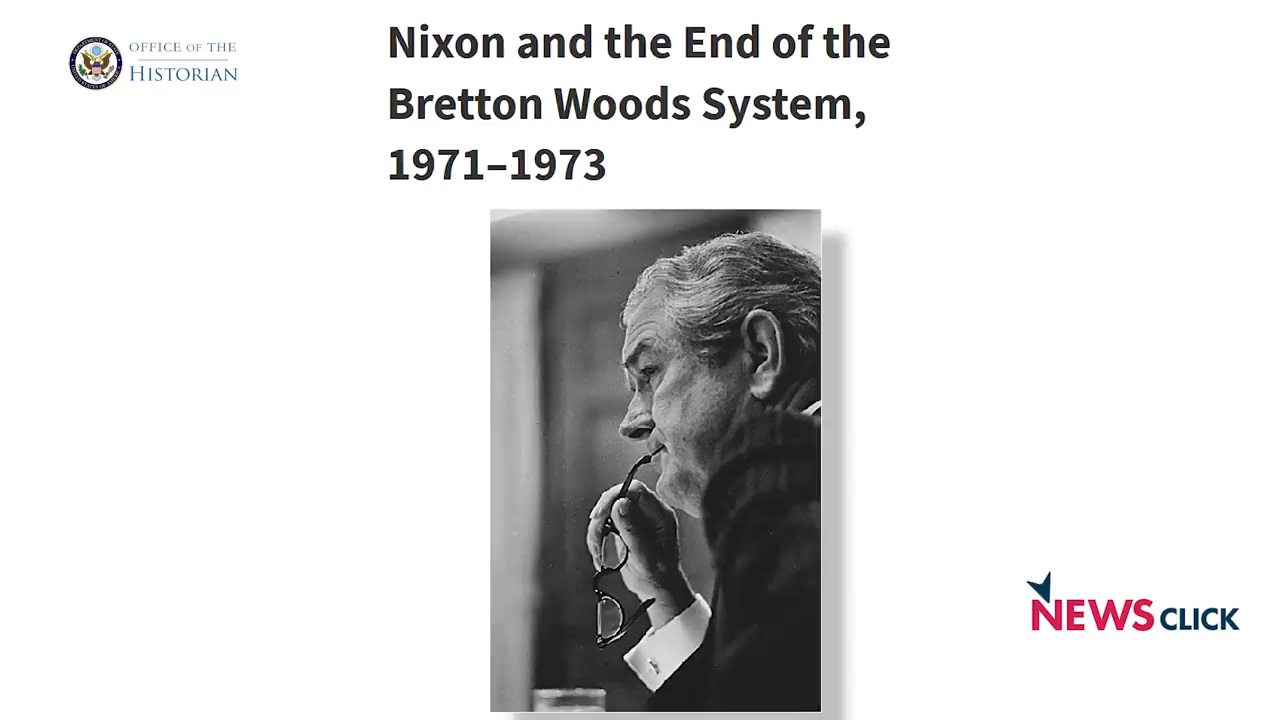 OFFICE OF THE
HISTORIAN
Nixon and the End of the
Bretton Woods System,
1971–1973
NEWSCLICK